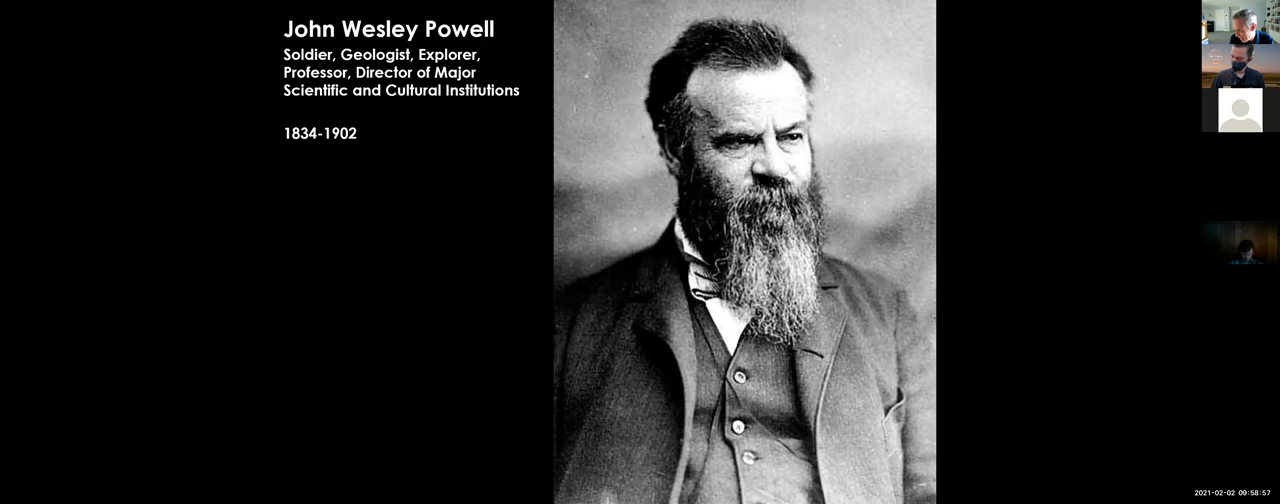 John Wesley Powell
Soldier, Geologist, Explorer,
Professor, Director of Major
Scientific and Cultural Institutions
1834-1902
2021-02-02 09:58:57